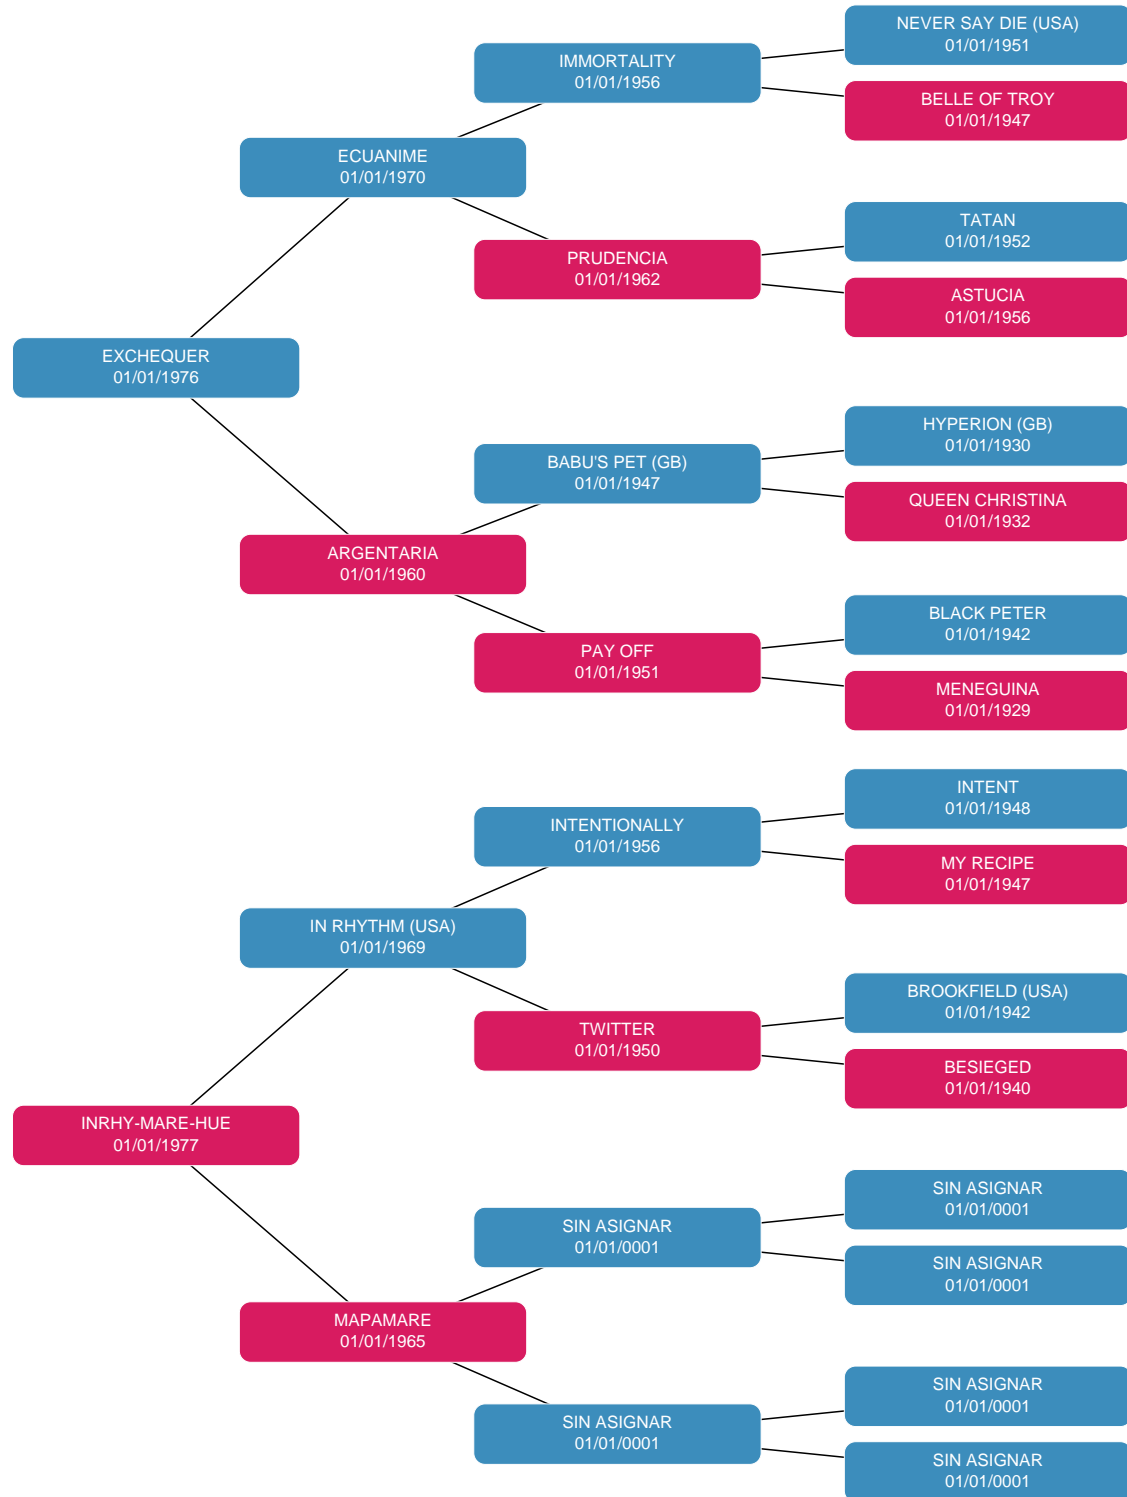 NEVER SAY DIE (USA)
01/01/1951
IMMORTALITY
01/01/1956
BELLE OF TROY
01/01/1947
ECUANIME
01/01/1970
TATAN
01/01/1952
PRUDENCIA
01/01/1962
ASTUCIA
01/01/1956
EXCHEQUER
01/01/1976
HYPERION (GB)
01/01/1930
BABU'S PET (GB)
01/01/1947
QUEEN CHRISTINA
01/01/1932
ARGENTARIA
01/01/1960
BLACK PETER
01/01/1942
PAY OFF
01/01/1951
MENEGUINA
01/01/1929
INTENT
01/01/1948
INTENTIONALLY
01/01/1956
MY RECIPE
01/01/1947
IN RHYTHM (USA)
01/01/1969
BROOKFIELD (USA)
01/01/1942
TWITTER
01/01/1950
BESIEGED
01/01/1940
INRHY-MARE-HUE
01/01/1977
SIN ASIGNAR
01/01/0001
SIN ASIGNAR
01/01/0001
SIN ASIGNAR
01/01/0001
MAPAMARE
01/01/1965
SIN ASIGNAR
01/01/0001
SIN ASIGNAR
01/01/0001
SIN ASIGNAR
01/01/0001